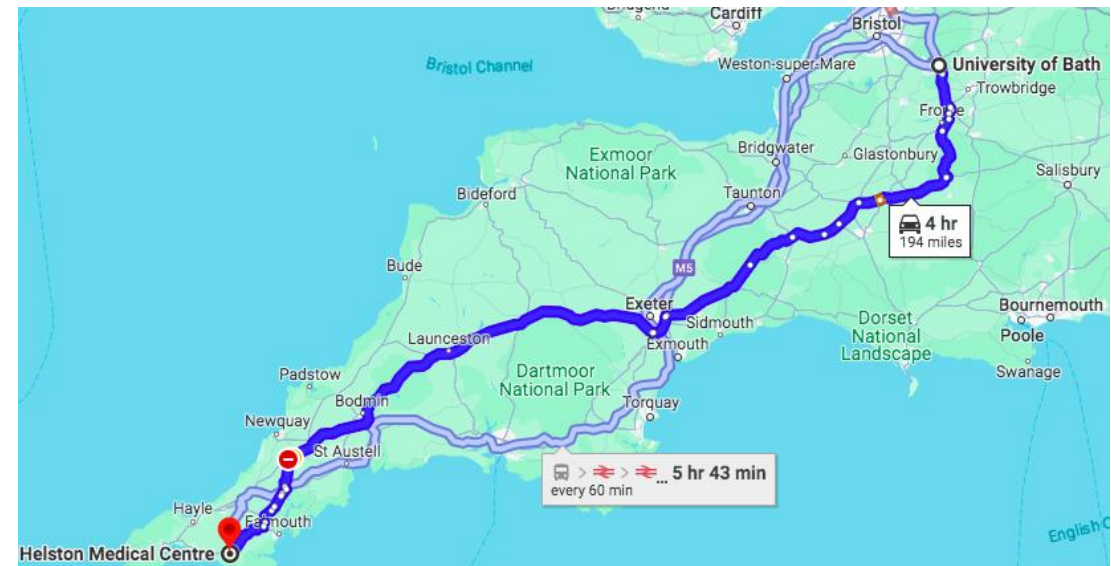 Cardiff
Bristol
Bristol Channel
Weston-super-Mare
University of Bath
Trowbridge
Frome
Bridgwater
Glastonbury
Exmoor
National Park
Salisbury
Bideford
Taunton
4 hr
194 miles
Bude
M5
Exeter
Sidmouth
Dorset
National
Landscape
Bournemouth
Poole
Swanage
Launceston
Exmouth
Padstow
Dartmoor
National Park
Bodmin
Torquay
Newquay
St Austell
... 5 hr 43 min
every 60 min
Hayle
Falmouth
Helston Medical Centre
English